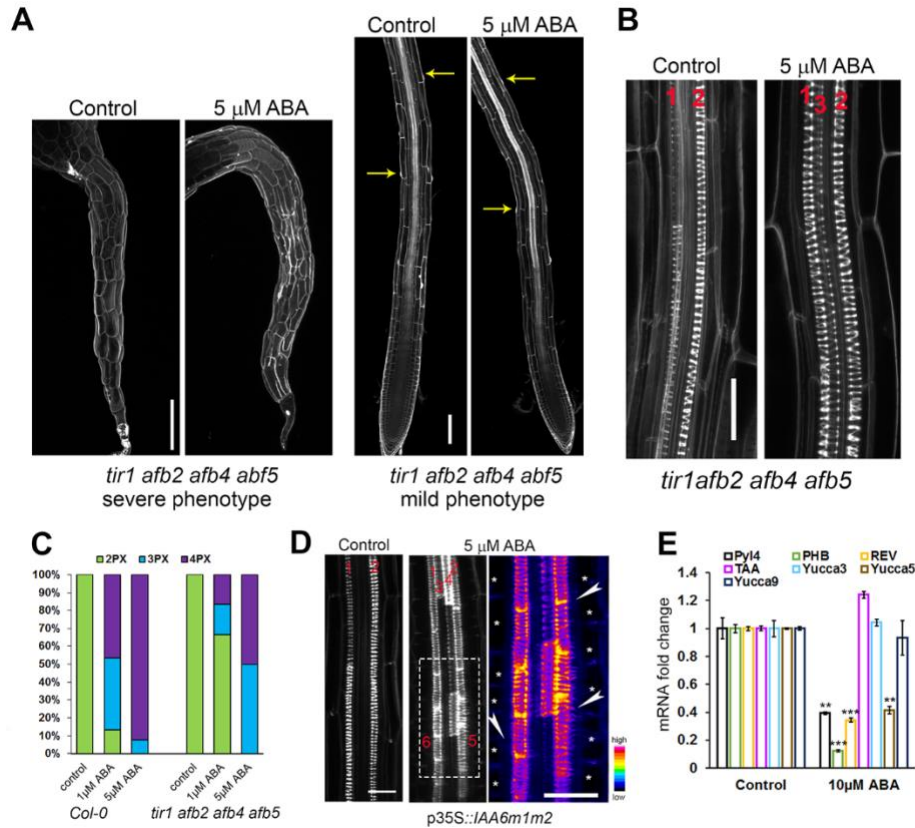 A
Control
5 µM ABA
Control
5 µM ABA
tir1 afb2 afb4 abf5
severe phenotype
tir1 afb2 afb4 abf5
mild phenotype
B
Control
5 µM ABA
1 2
1 3 2
tir1afb2 afb4 afb5
C
2PX 3PX 4PX
100%
90%
80%
70%
60%
50%
40%
30%
20%
10%
0%
control
1µM ABA
5µM ABA
control
1µM ABA
5µM ABA
Col-0
tir1 afb2 afb4 afb5
D
Control
5 µM ABA
6 5
high
low
p35S::IAA6m1m2
E
Pyl4 PHB REV
TAA Yucca3 Yucca5
Yucca9
mRNA fold change
1.4
1.2
1
0.8
0.6
0.4
0.2
0
** *** *** **
Control
10µM ABA